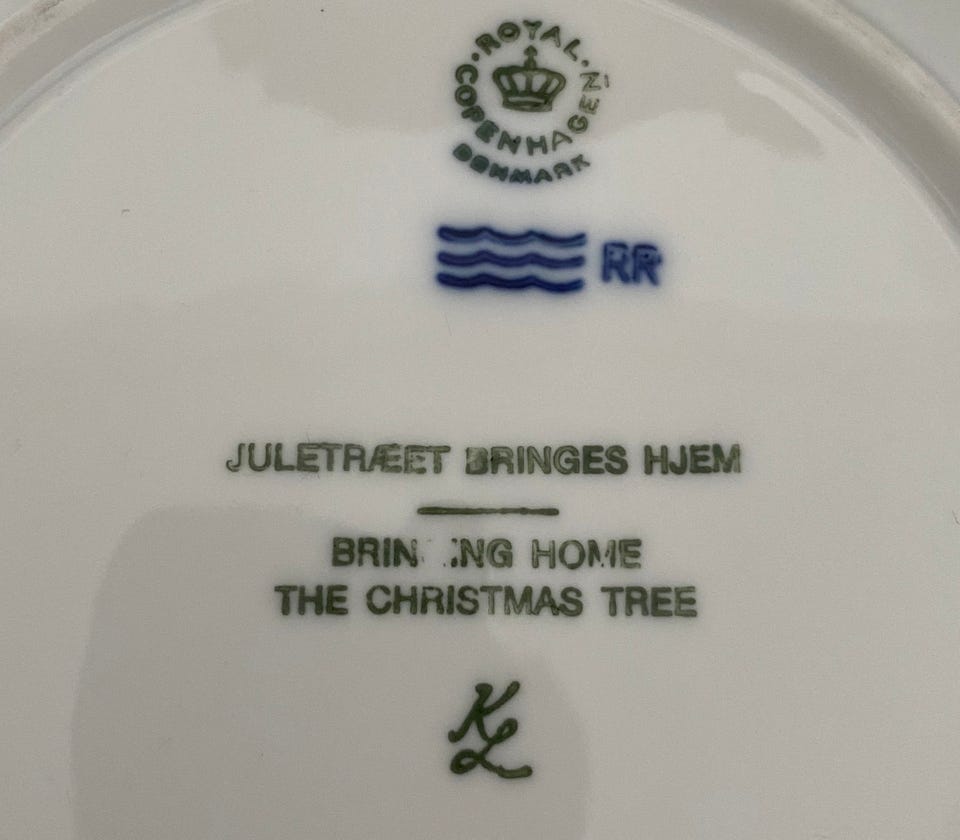 ROYAL
COPENHAGEN
DENMARK
RR
JULETRÆET BRINGES HJEM
BRIN ING HOME
THE CHRISTMAS TREE
KL